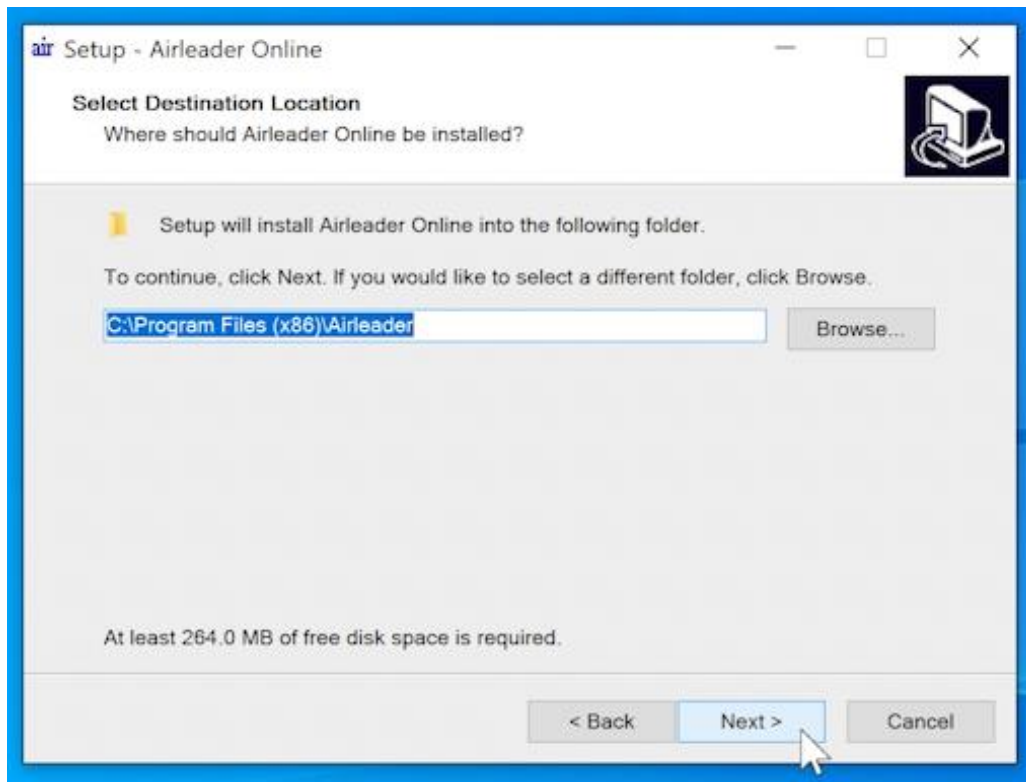 air Setup - Airleader Online
Select Destination Location
Where should Airleader Online be installed?
Setup will install Airleader Online into the following folder.
To continue, click Next. If you would like to select a different folder, click Browse.
C:\Program Files (x86)\Airleader
Browse...
At least 264.0 MB of free disk space is required.
< Back Next > Cancel